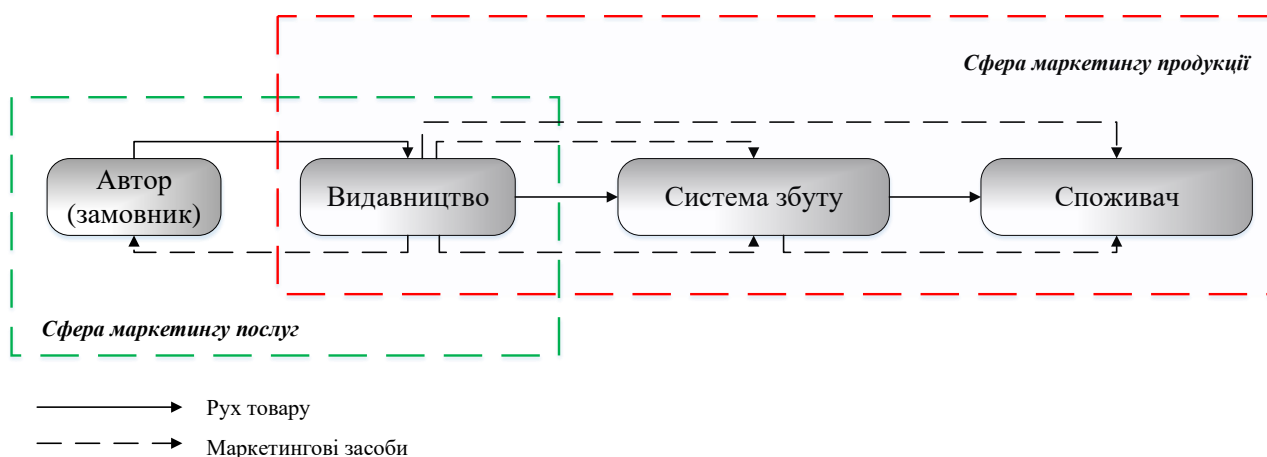 Сфера маркетингу продукції
Автор
(замовник)
Видавництво
Система збуту
Споживач
Сфера маркетингу послуг
Рух товару
Маркетингові засоби